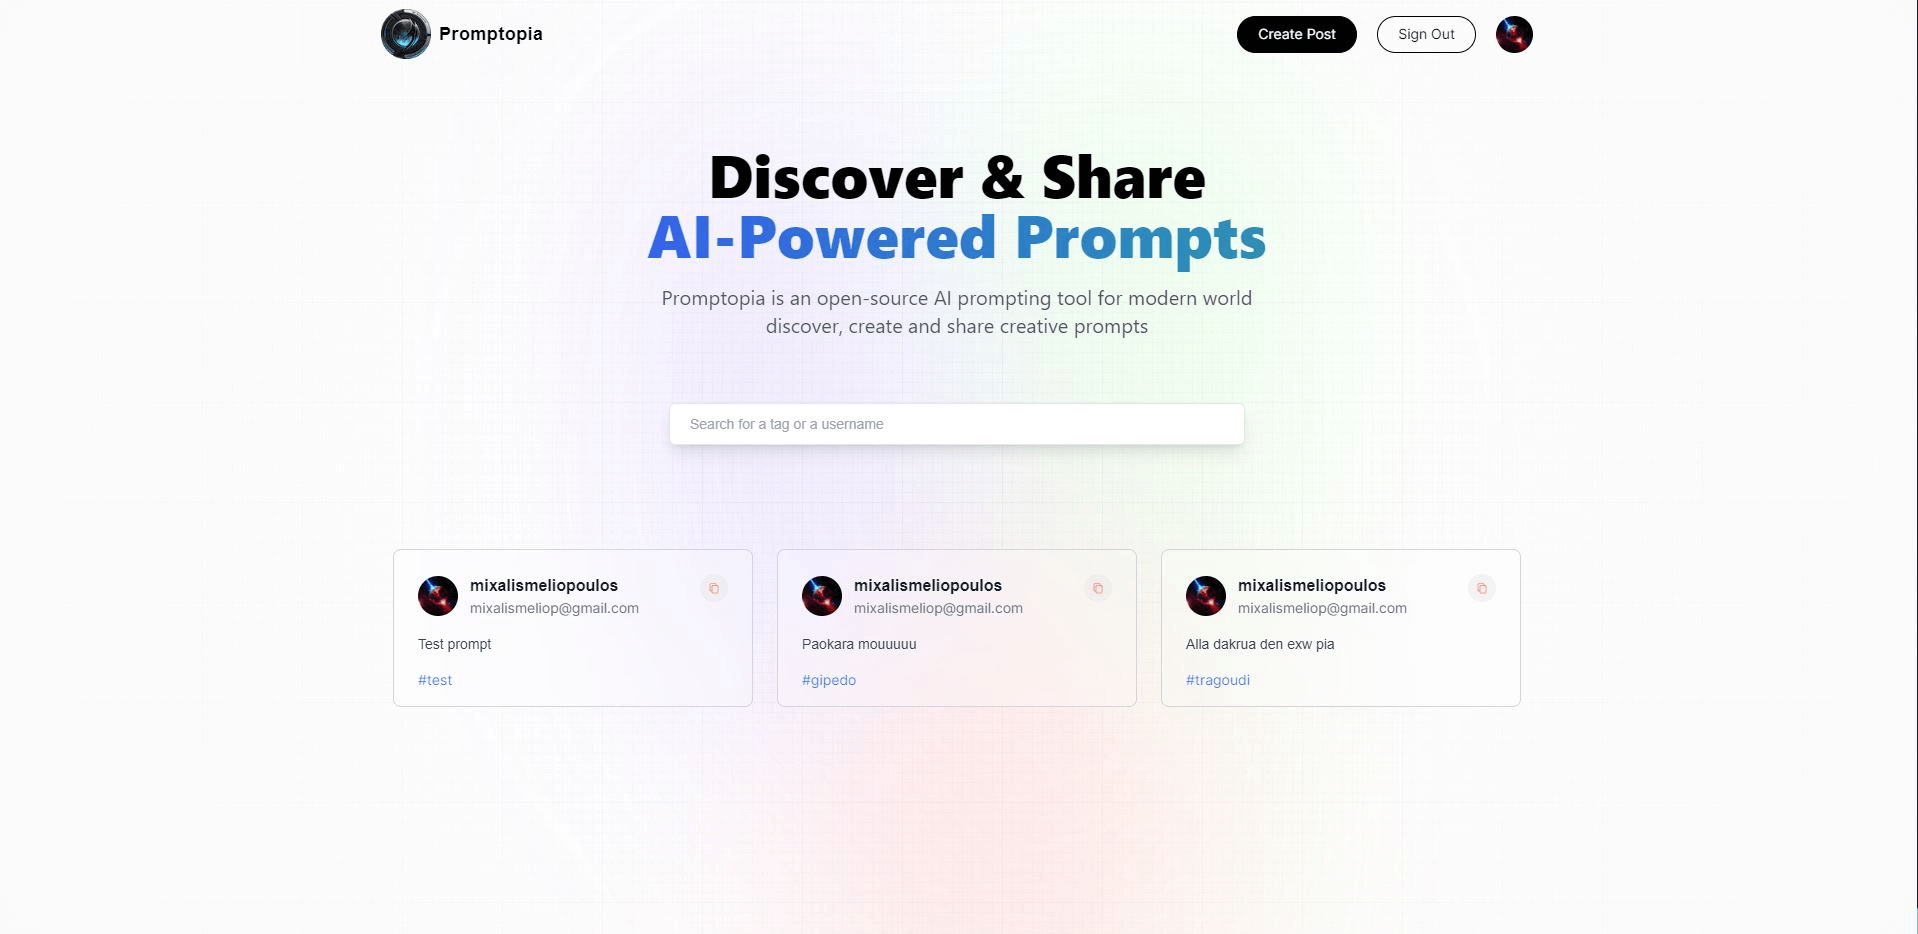 Promptopia
Create Post
Sign Out
Discover & Share
AI-Powered Prompts
Promptopia is an open-source AI prompting tool for modern world
discover, create and share creative prompts
Search for a tag or a username
mixalismeliopoulos
mixalismeliop@gmail.com
Test prompt
#test
mixalismeliopoulos
mixalismeliop@gmail.com
Paokara mouuuuu
#gipedo
mixalismeliopoulos
mixalismeliop@gmail.com
Alla dakrua den exw pia
#tragoudi